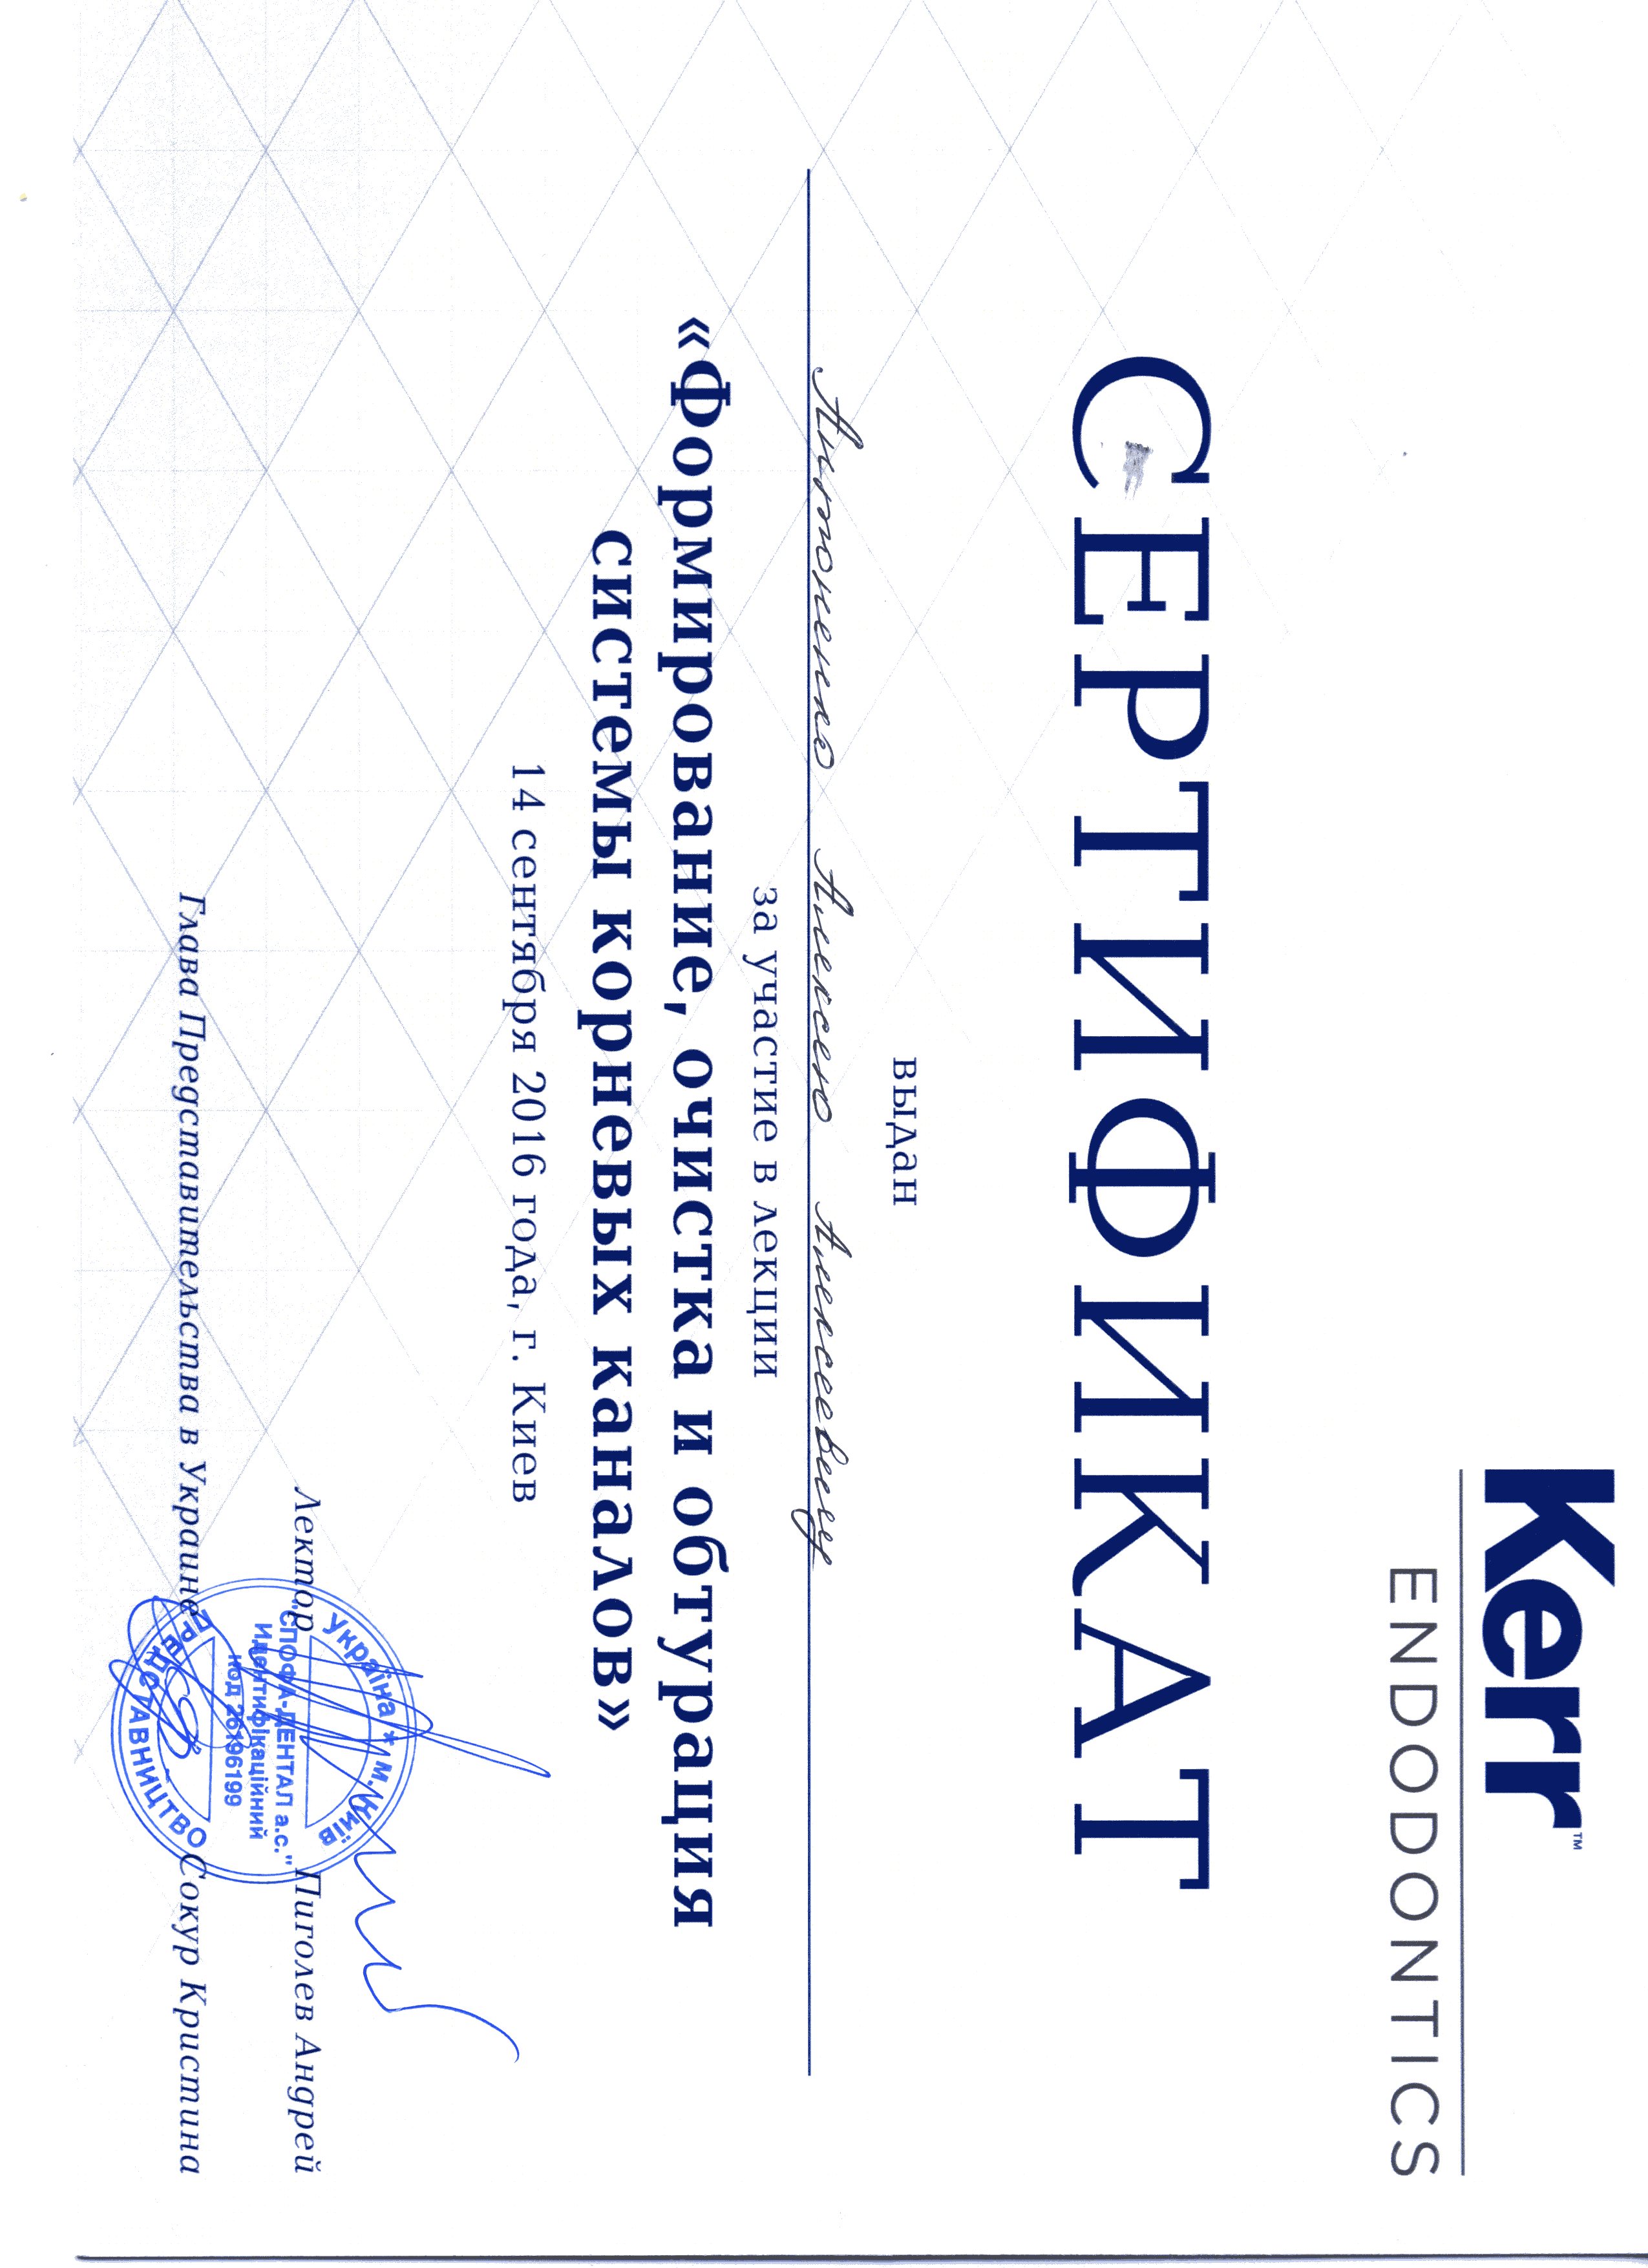 Kerr™
ENDODONTICS
СЕРТИФИКАТ
выдан
Антоненко Алексею Алексеевичу
за участие в лекции
«Формирование, очистка и обтурация
системы корневых каналов»
14 сентября 2016 года, г. Киев
Лектор Пиголев Андрей
Україна * м. Київ
"СПОФА-ДЕНТАЛ а.с."
Идентифікаційний
код 26196199
ПРЕДСТАВНИЦТВО
Глава Представительства в Украине Сокур Кристина